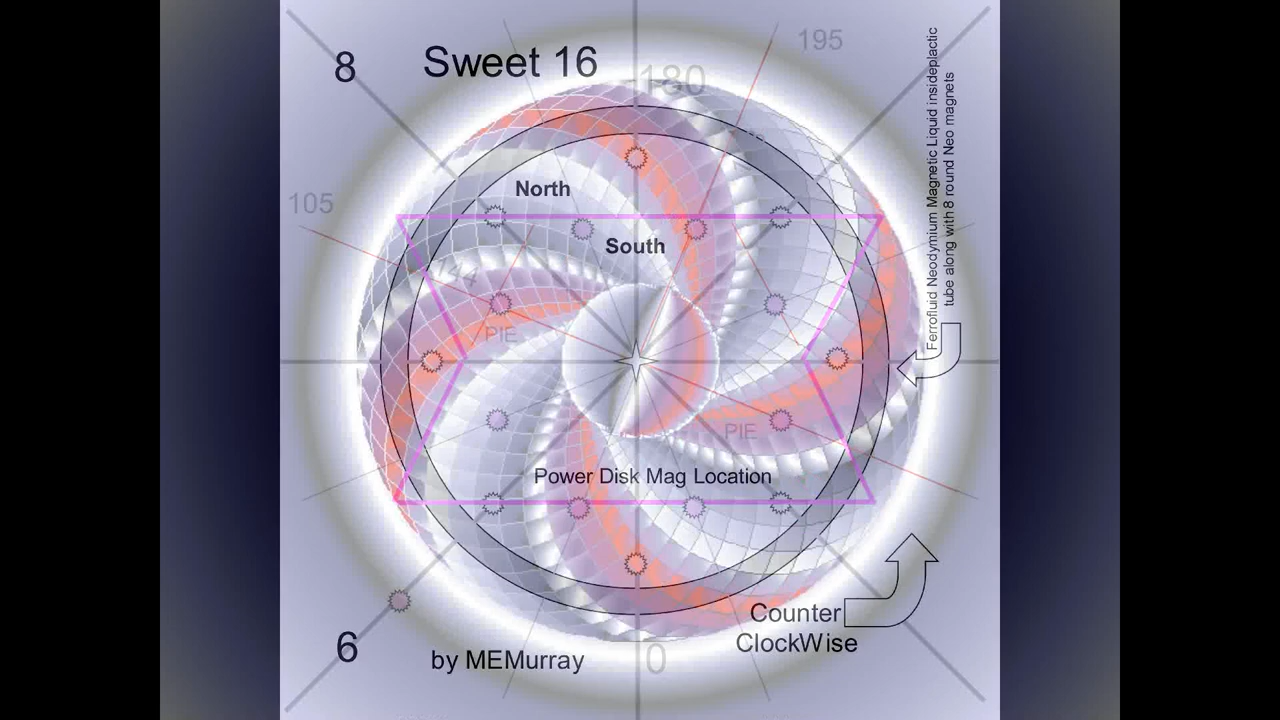 8
Sweet 16
195
180
105
North
South
PIE
PIE
Power Disk Mag Location
Ferrofluid Neodymium Magnetic Liquid insideplactic
tube along with 8 round Neo magnets
Counter
ClockWise
6
by MEMurray
0